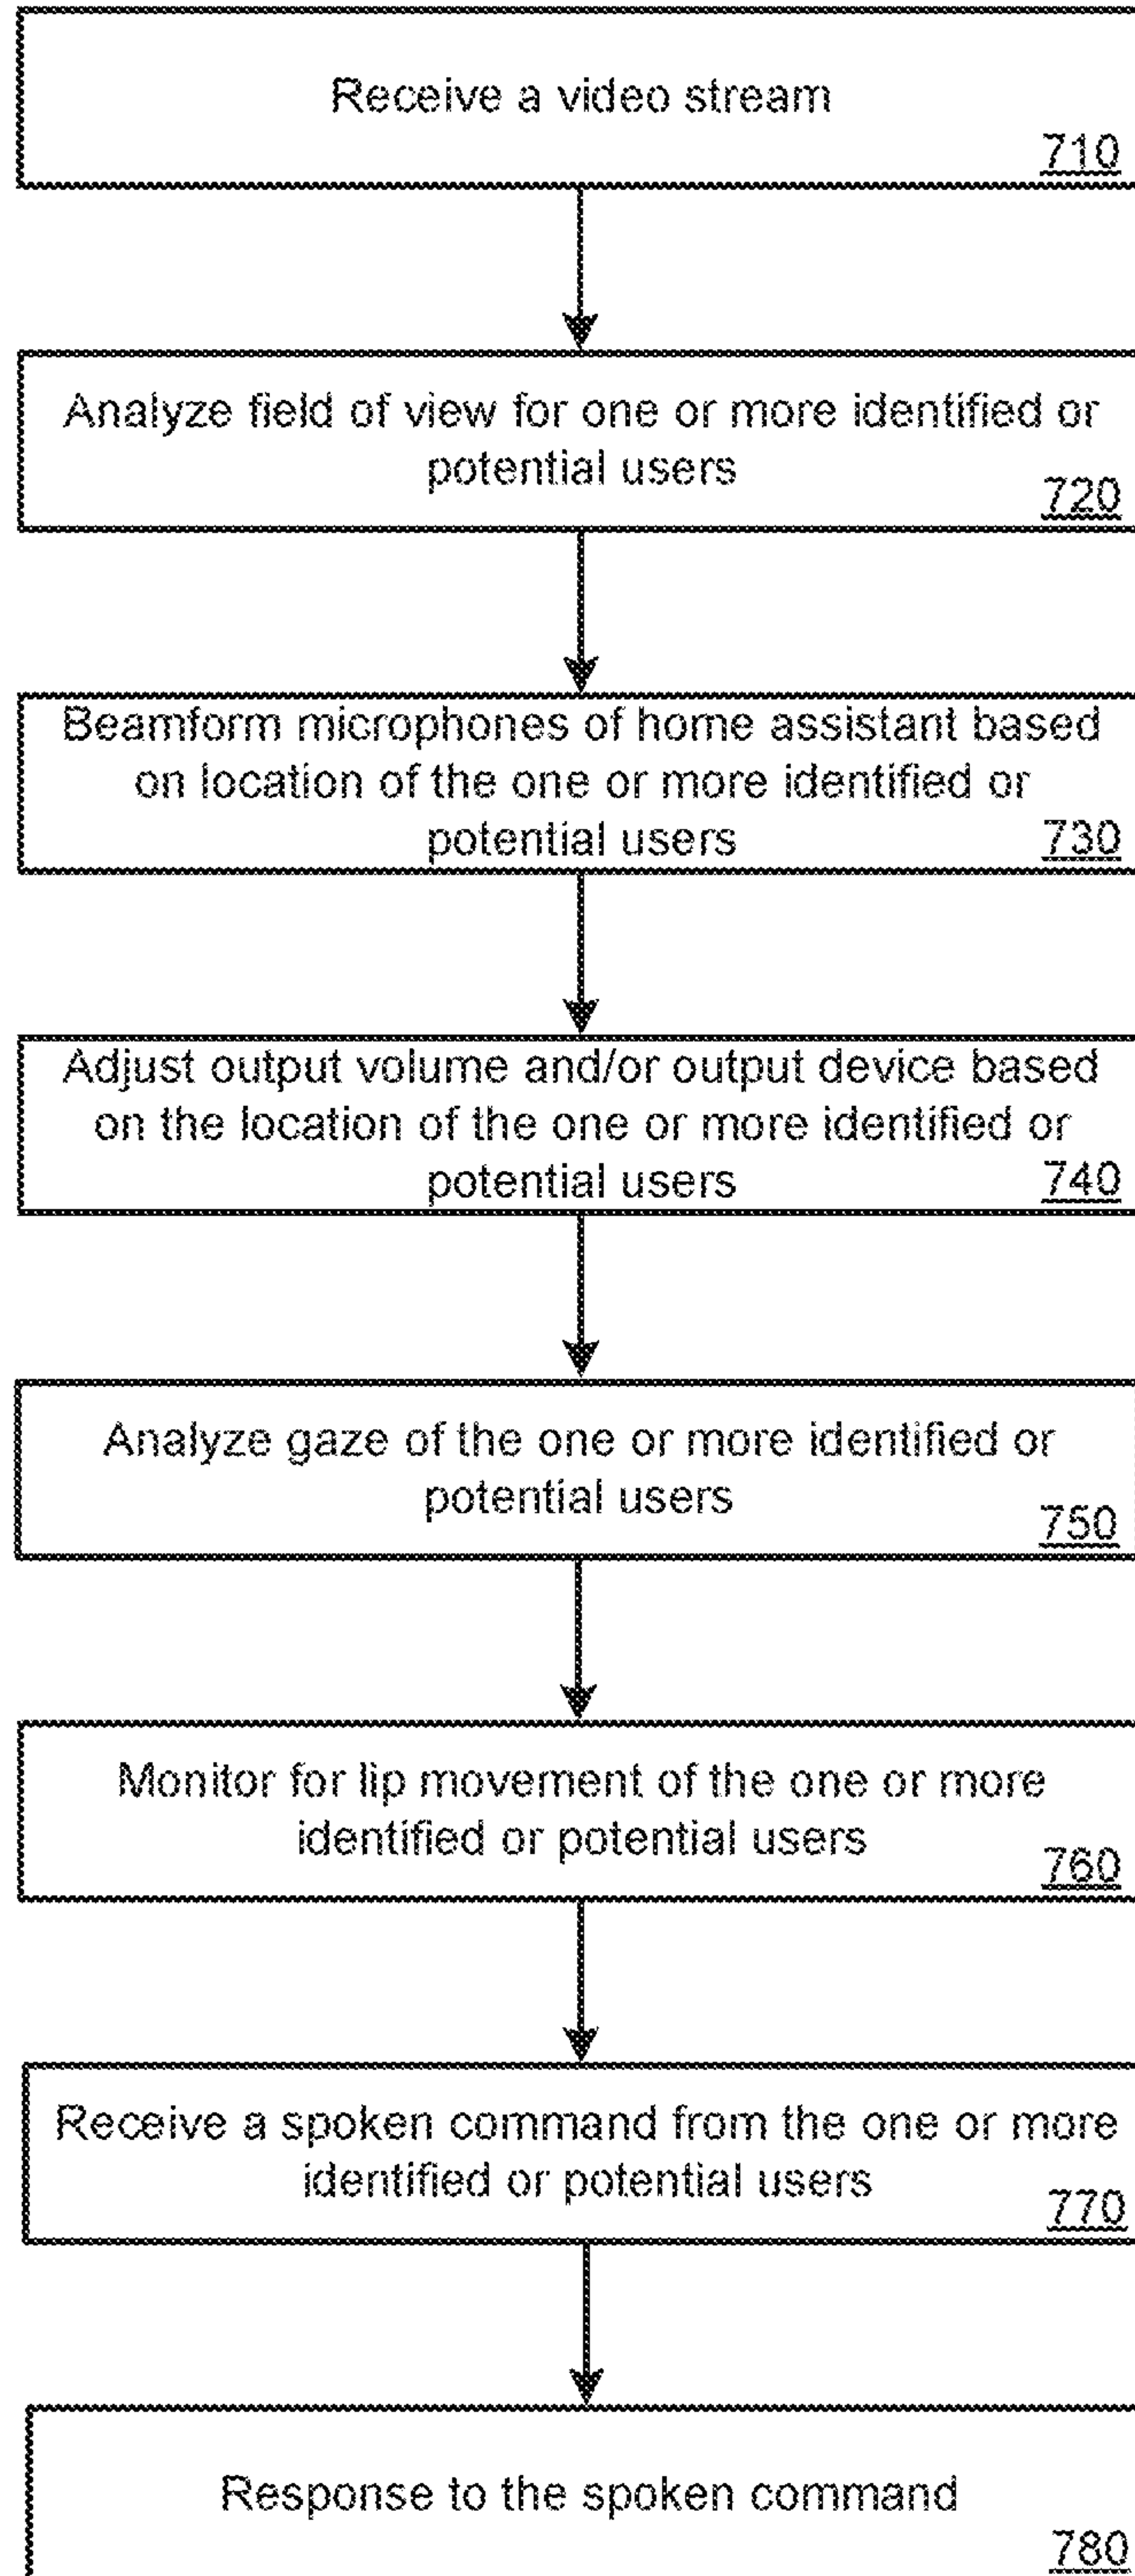 Receive a video stream
710
Analyze field of view for one or more identified or
potential users
720
Beamform microphones of home assistant based
on location of the one or more identified or
potential users
730
Adjust output volume and/or output device based
on the location of the one or more identified or
potential users
740
Analyze gaze of the one or more identified or
potential users
750
Monitor for lip movement of the one or more
identified or potential users
760
Receive a spoken command from the one or more
identified or potential users
770
Response to the spoken command
780